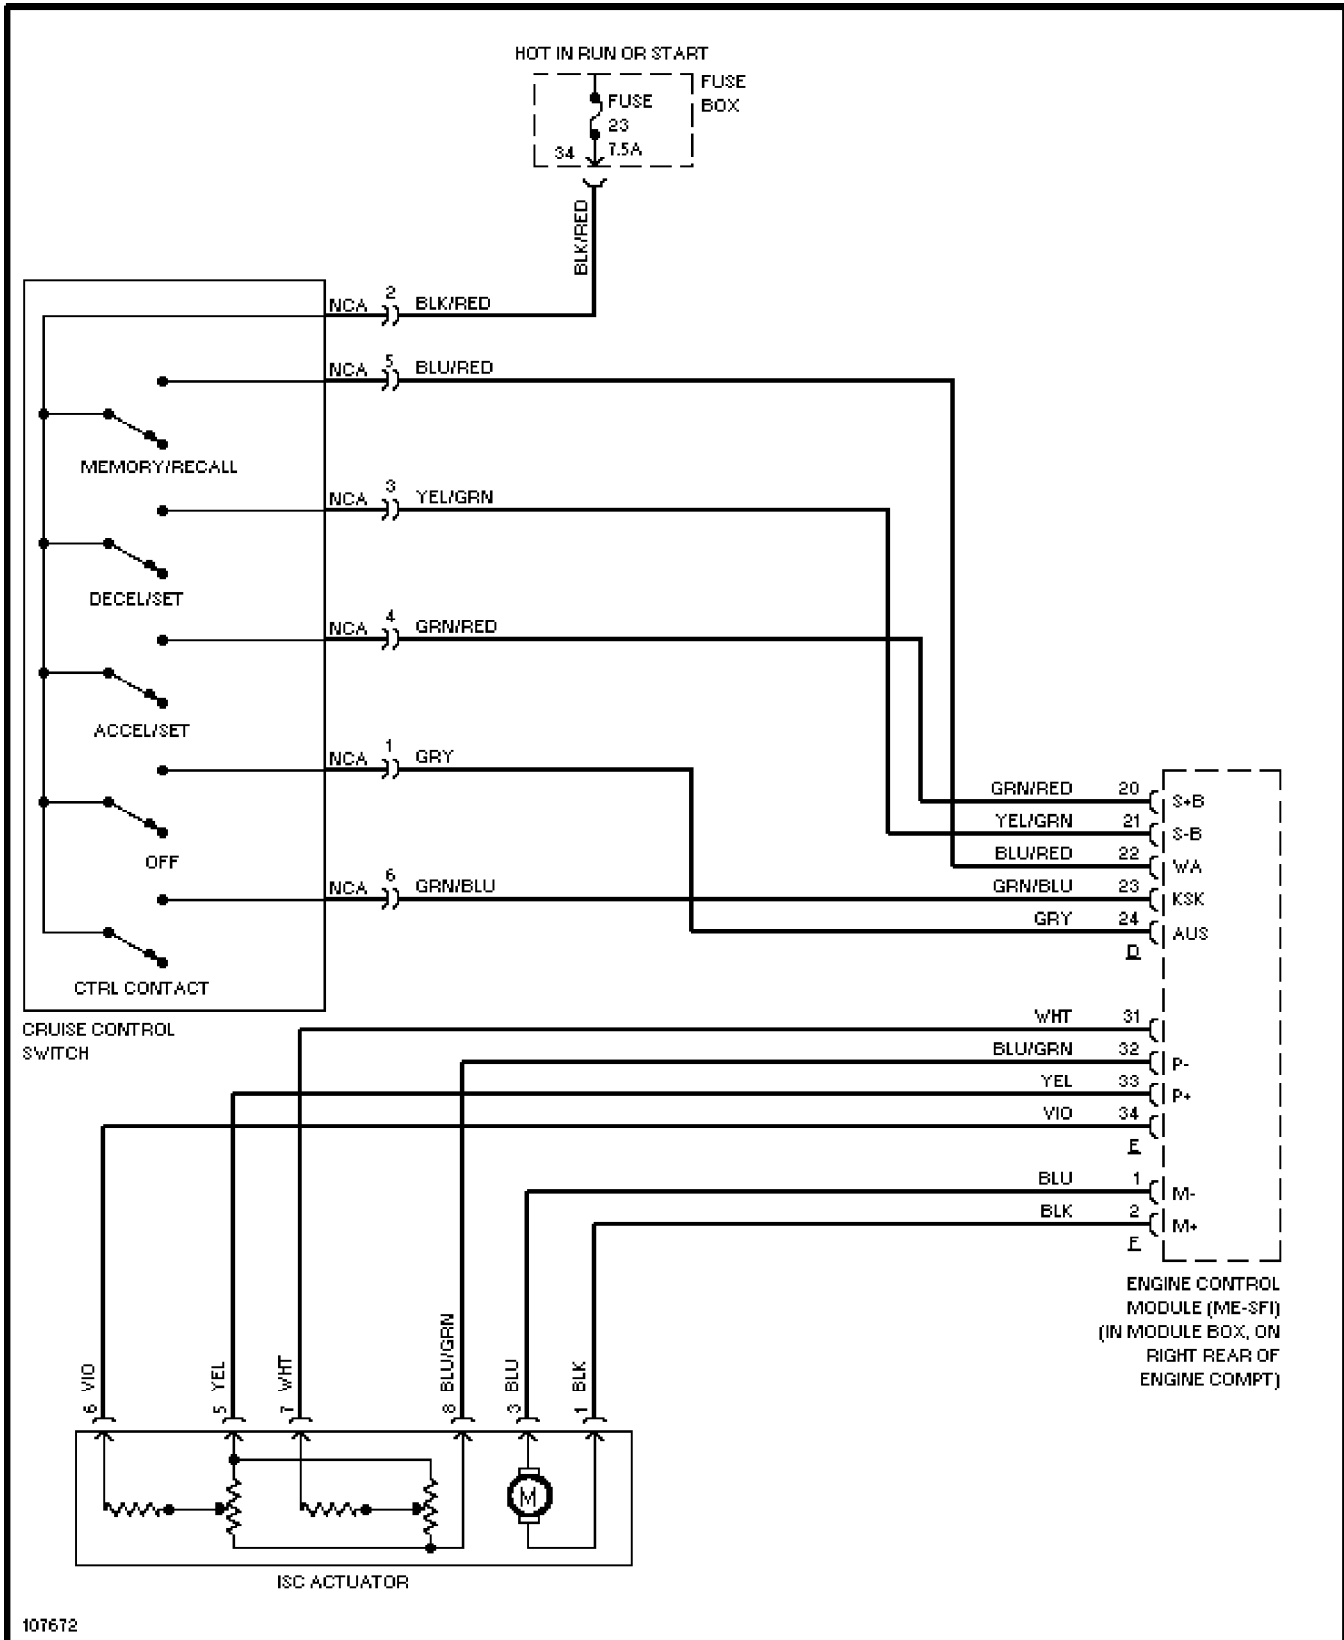 HOT IN RUN OR START
FUSE
BOX
FUSE
23
7.5A
34
BLK/RED
NCA 2 BLK/RED
NCA 5 BLU/RED
MEMORY/RECALL
NCA 3 YEL/GRN
DECEL/SET
NCA 4 GRN/RED
ACCEL/SET
NCA 1 GRY
OFF
NCA 6 GRN/BLU
CTRL CONTACT
CRUISE CONTROL
SWITCH
GRN/RED 20 S+B
YEL/GRN 21 S-B
BLU/RED 22 WA
GRN/BLU 23 KSK
GRY 24 AUS
D
WHT 31
BLU/GRN 32 P-
YEL 33 P+
VIO 34
E
BLU 1 M-
BLK 2 M+
F
ENGINE CONTROL
MODULE (ME-SFI)
(IN MODULE BOX, ON
RIGHT REAR OF
ENGINE COMPT)
6 VIO
5 YEL
7 WHT
8 BLU/GRN
3 BLU
1 BLK
M
ISC ACTUATOR
107672